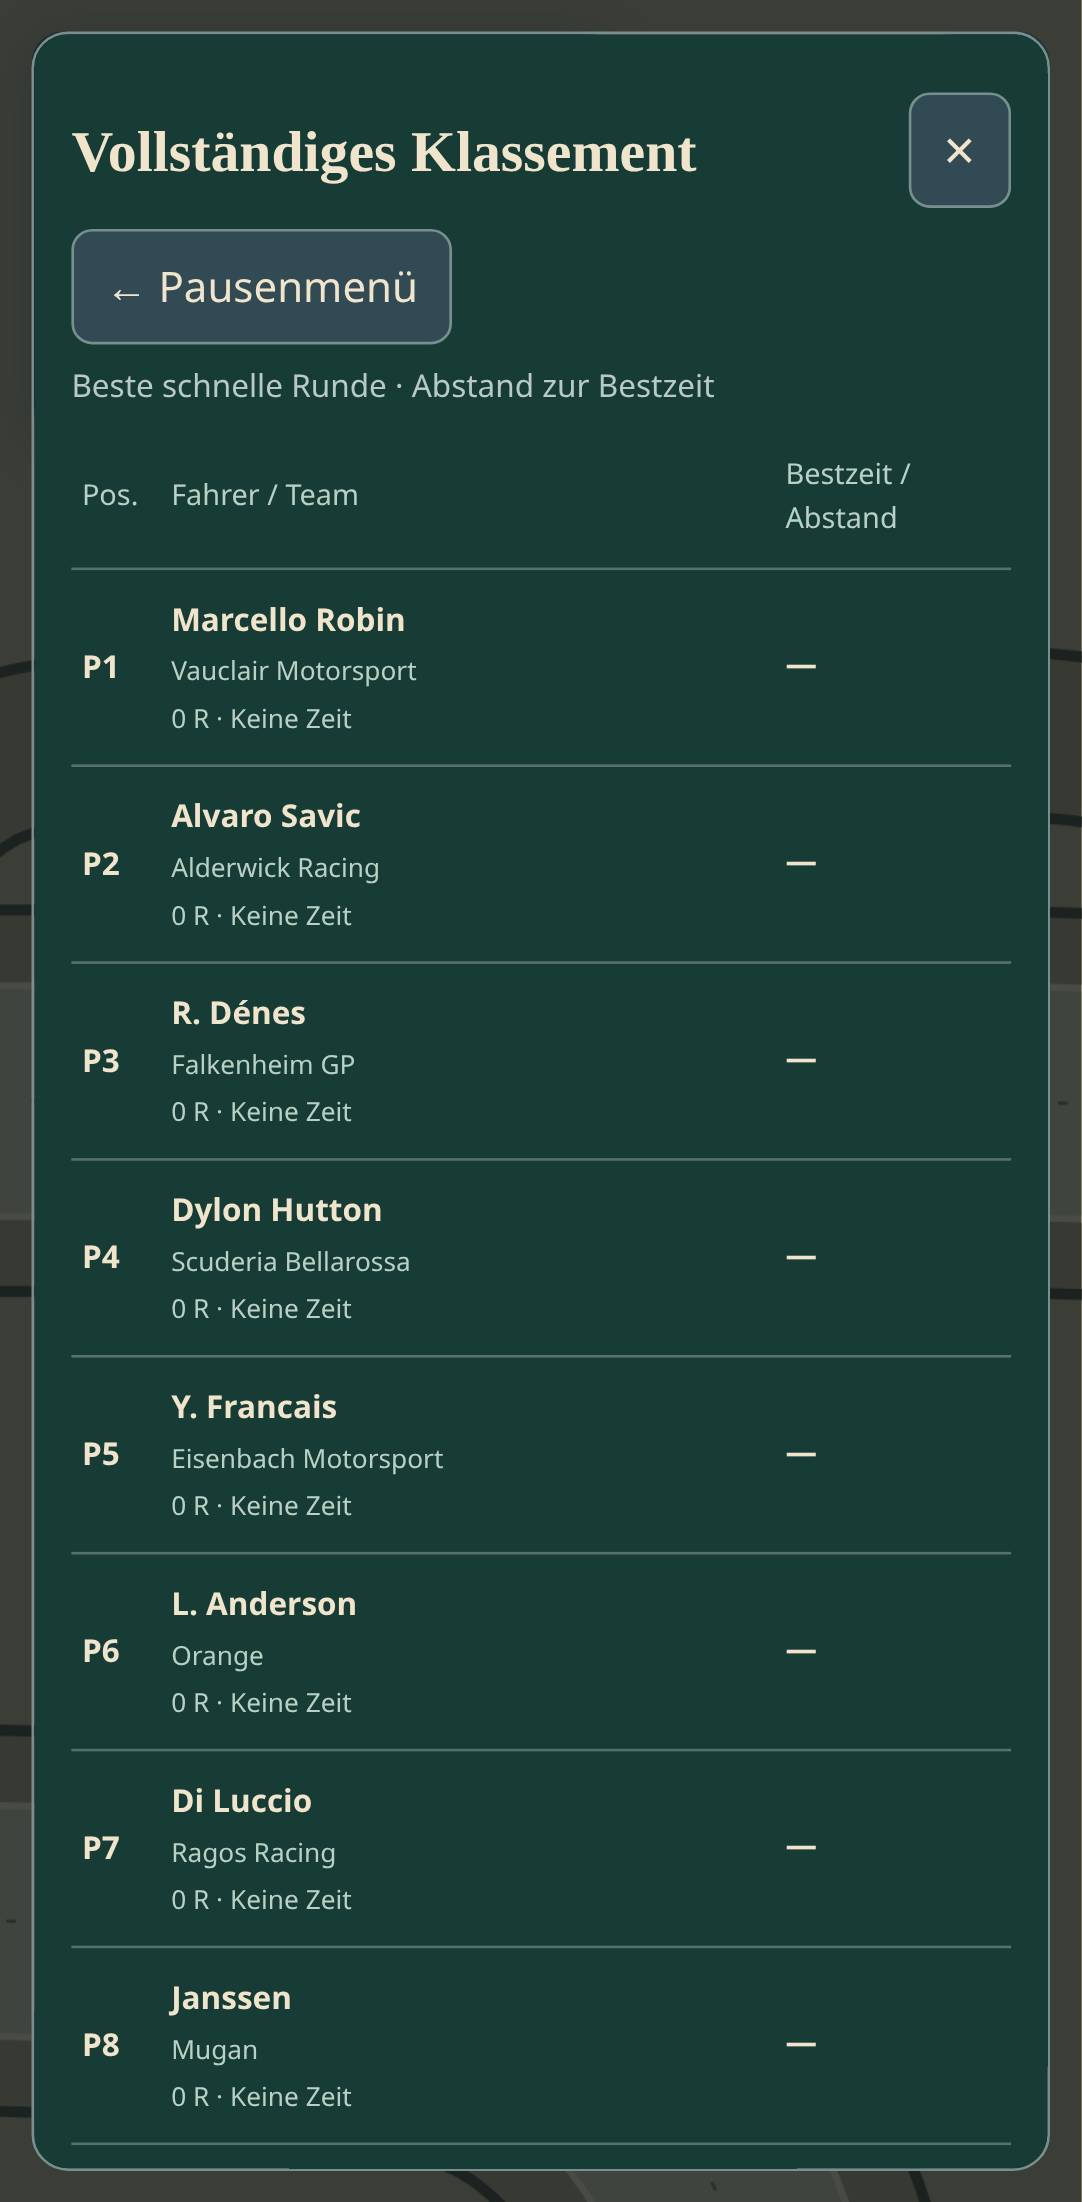 Vollständiges Klassement
×
← Pausenmenü
Beste schnelle Runde · Abstand zur Bestzeit
Pos. Fahrer / Team Bestzeit / Abstand
Marcello Robin
P1 Vauclair Motorsport —
0 R · Keine Zeit
Alvaro Savic
P2 Alderwick Racing —
0 R · Keine Zeit
R. Dénes
P3 Falkenheim GP —
0 R · Keine Zeit
Dylon Hutton
P4 Scuderia Bellarossa —
0 R · Keine Zeit
Y. Francais
P5 Eisenbach Motorsport —
0 R · Keine Zeit
L. Anderson
P6 Orange —
0 R · Keine Zeit
Di Luccio
P7 Ragos Racing —
0 R · Keine Zeit
Janssen
P8 Mugan —
0 R · Keine Zeit